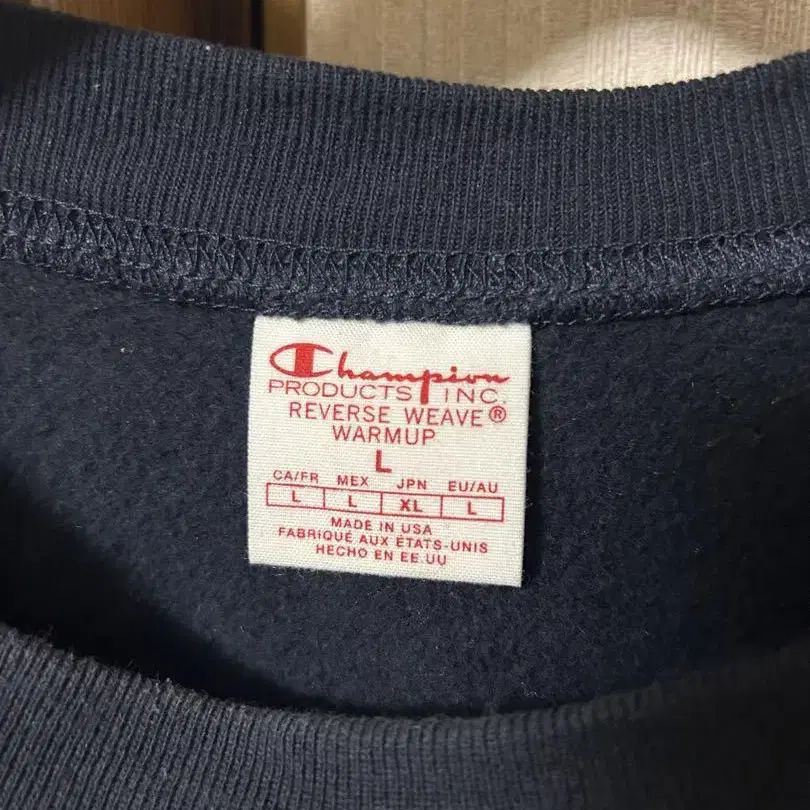 Champion
PRODUCTS INC.
REVERSE WEAVE®
WARMUP
L
CA/FR MEX JPN EU/AU
L L XL L
MADE IN USA
FABRIQUÉ AUX ÉTATS-UNIS
HECHO EN EE.UU